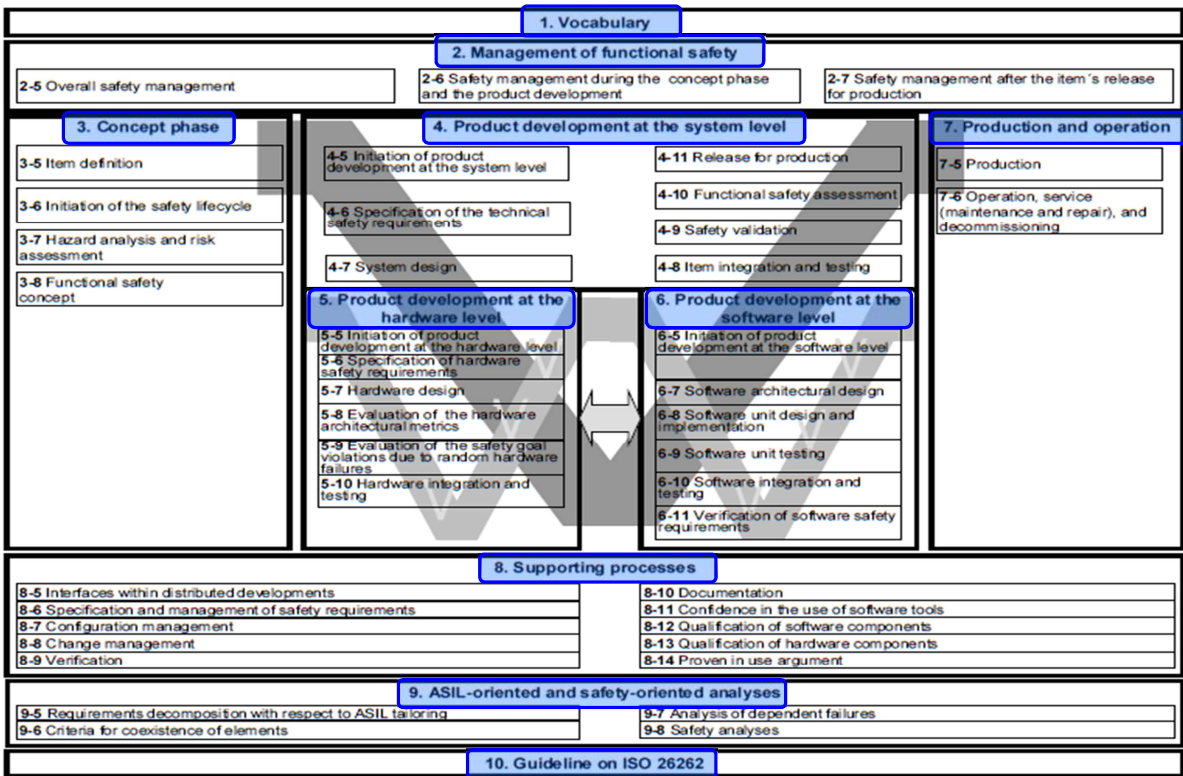 1. Vocabulary
2. Management of functional safety
2-5 Overall safety management
2-6 Safety management during the concept phase
and the product development
2-7 Safety management after the item´s release
for production
3. Concept phase
3-5 Item definition
3-6 Initiation of the safety lifecycle
3-7 Hazard analysis and risk
assessment
3-8 Functional safety
concept
4. Product development at the system level
4-5 Initiation of product
development at the system level
4-6 Specification of the technical
safety requirements
4-7 System design
4-11 Release for production
4-10 Functional safety assessment
4-9 Safety validation
4-8 Item integration and testing
7. Production and operation
7-5 Production
7-6 Operation, service
(maintenance and repair), and
decommissioning
5. Product development at the
hardware level
5-5 Initiation of product
development at the hardware level
5-6 Specification of hardware
safety requirements
5-7 Hardware design
5-8 Evaluation of the hardware
architectural metrics
5-9 Evaluation of the safety goal
violations due to random hardware
failures
5-10 Hardware integration and
testing
6. Product development at the
software level
6-5 Initiation of product
development at the software level
6-7 Software architectural design
6-8 Software unit design and
implementation
6-9 Software unit testing
6-10 Software integration and
testing
6-11 Verification of software safety
requirements
8. Supporting processes
8-5 Interfaces within distributed developments
8-6 Specification and management of safety requirements
8-7 Configuration management
8-8 Change management
8-9 Verification
8-10 Documentation
8-11 Confidence in the use of software tools
8-12 Qualification of software components
8-13 Qualification of hardware components
8-14 Proven in use argument
9. ASIL-oriented and safety-oriented analyses
9-5 Requirements decomposition with respect to ASIL tailoring
9-6 Criteria for coexistence of elements
9-7 Analysis of dependent failures
9-8 Safety analyses
10. Guideline on ISO 26262